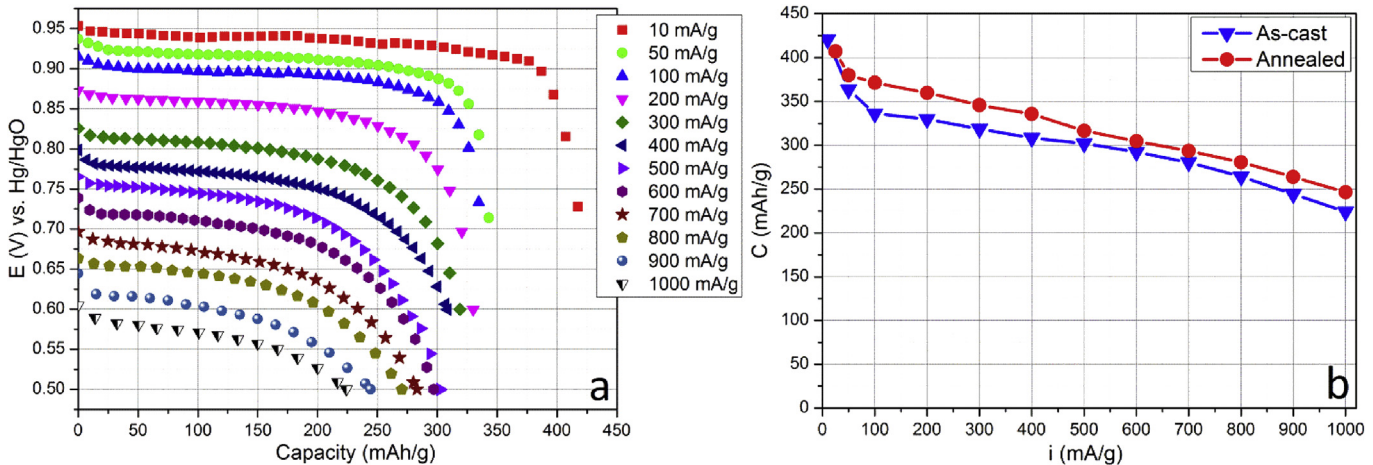 0.95
0.90
0.85
0.80
0.75
0.70
0.65
0.60
0.55
0.50
E (V) vs. Hg/HgO
0 50 100 150 200 250 300 350 400 450
Capacity (mAh/g)
10 mA/g
50 mA/g
100 mA/g
200 mA/g
300 mA/g
400 mA/g
500 mA/g
600 mA/g
700 mA/g
800 mA/g
900 mA/g
1000 mA/g
a
450
400
350
300
250
200
150
100
50
0
C (mAh/g)
0 100 200 300 400 500 600 700 800 900 1000
i (mA/g)
As-cast
Annealed
b